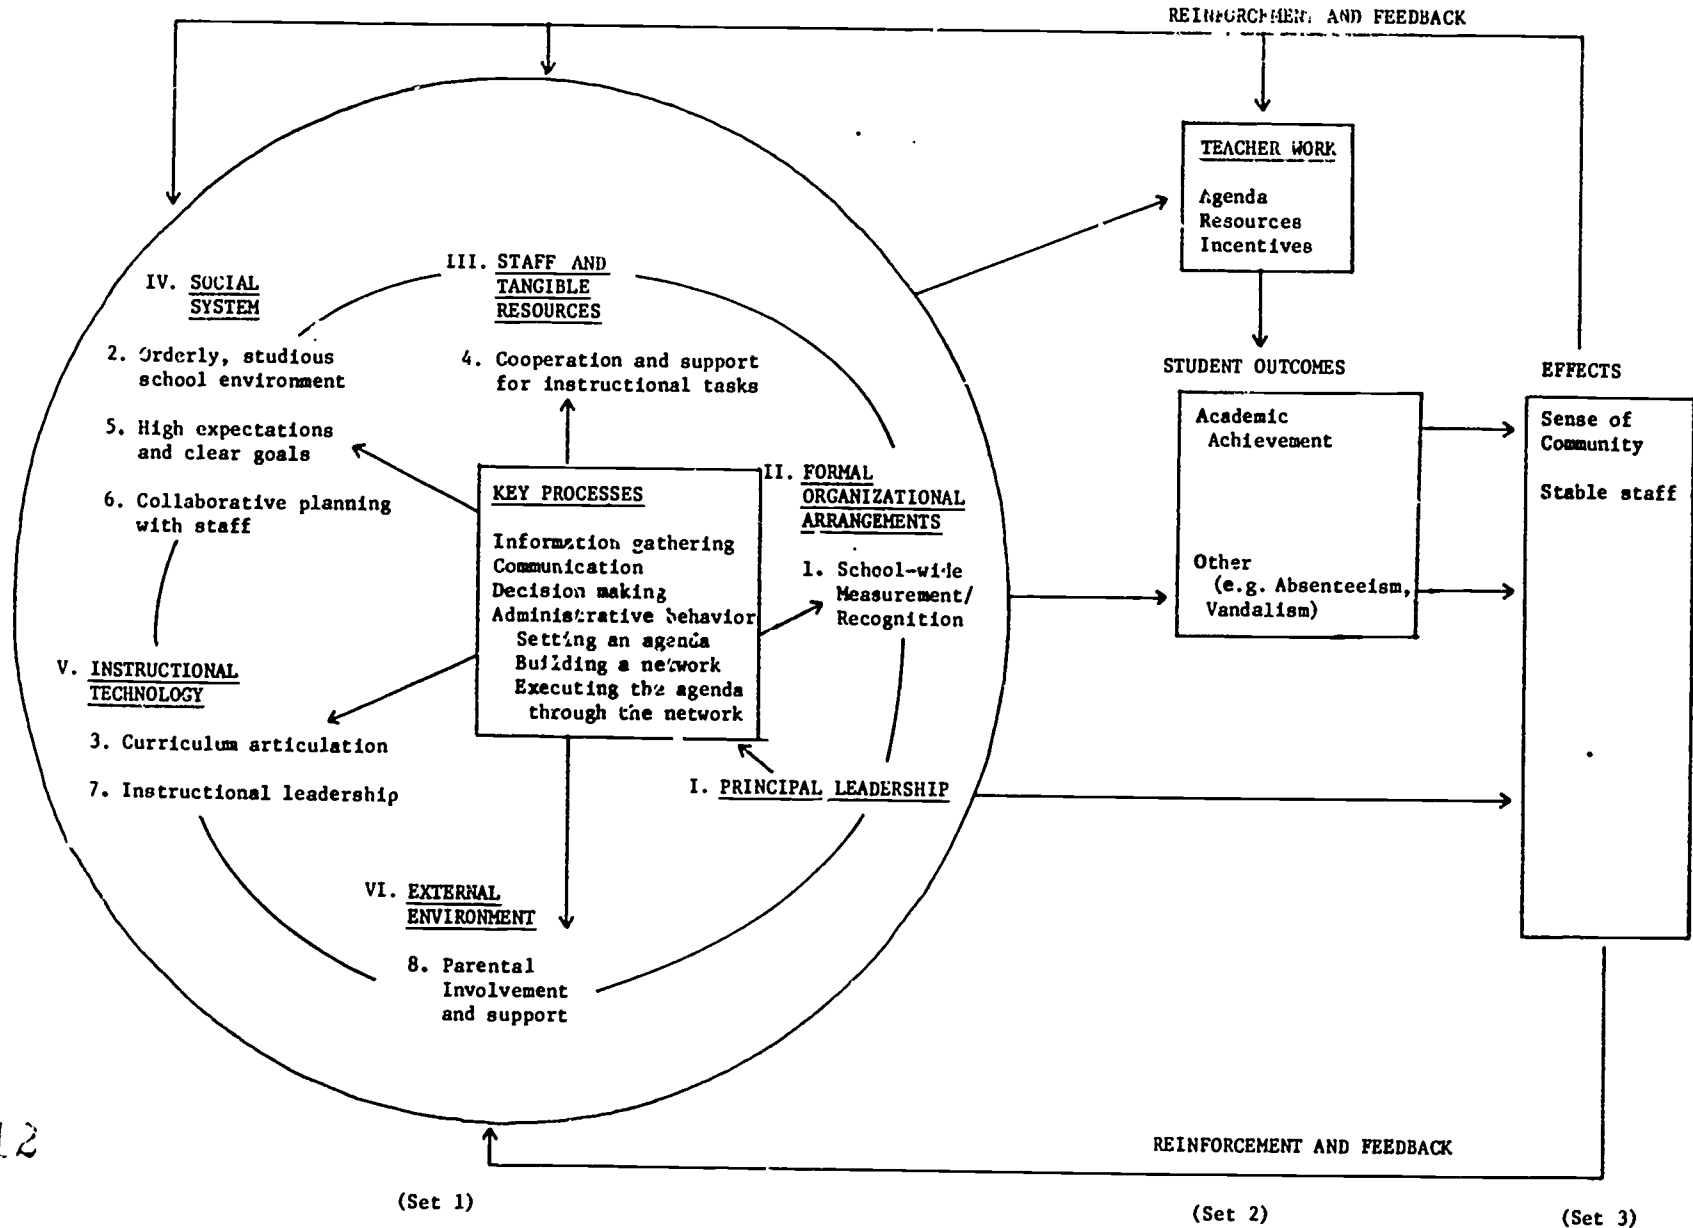 REINFORCEMENT AND FEEDBACK
TEACHER WORK
Agenda
Resources
Incentives
III. STAFF AND
TANGIBLE
RESOURCES
4. Cooperation and support
for instructional tasks
IV. SOCIAL
SYSTEM
2. Orderly, studious
school environment
5. High expectations
and clear goals
6. Collaborative planning
with staff
KEY PROCESSES
Information gathering
Communication
Decision making
Administrative behavior
Setting an agenda
Building a network
Executing the agenda
through the network
II. FORMAL
ORGANIZATIONAL
ARRANGEMENTS
1. School-wide
Measurement/
Recognition
V. INSTRUCTIONAL
TECHNOLOGY
3. Curriculum articulation
7. Instructional leadership
I. PRINCIPAL LEADERSHIP
VI. EXTERNAL
ENVIRONMENT
8. Parental
Involvement
and support
STUDENT OUTCOMES
Academic
Achievement
Other
(e.g. Absenteeism,
Vandalism)
EFFECTS
Sense of
Community
Stable staff
REINFORCEMENT AND FEEDBACK
12
(Set 1)
(Set 2)
(Set 3)